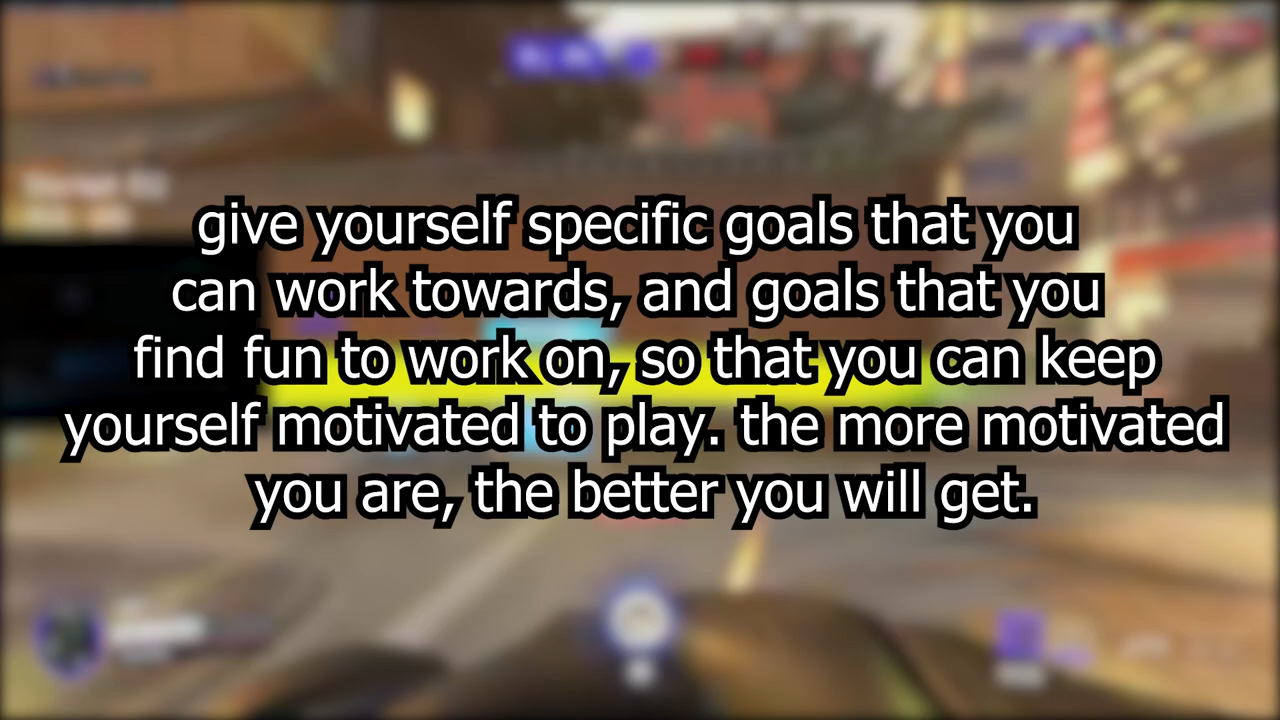 give yourself specific goals that you
can work towards, and goals that you
find fun to work on, so that you can keep
yourself motivated to play. the more motivated
you are, the better you will get.